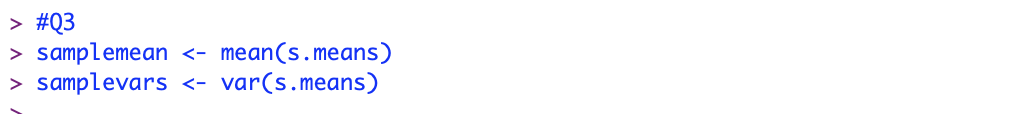 > #Q3
> samplemean <- mean(s.means)
> samplevars <- var(s.means)
>